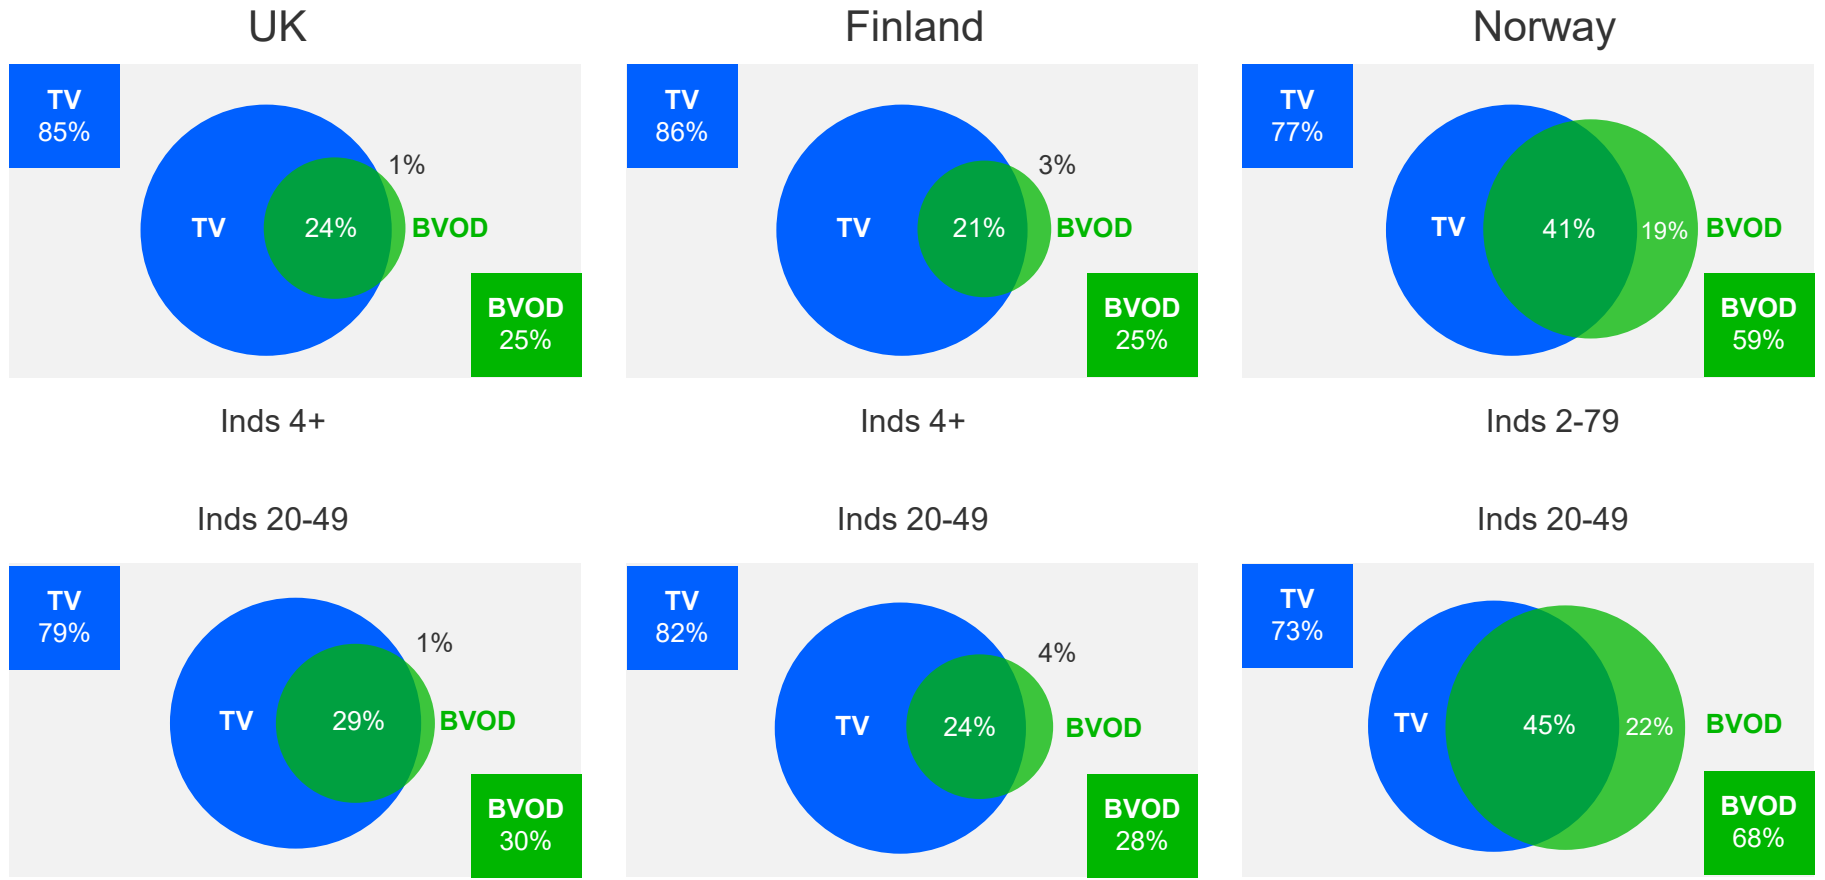 UK
TV
85%
1%
TV
24%
BVOD
BVOD
25%
Inds 4+
Finland
TV
86%
3%
TV
21%
BVOD
BVOD
25%
Inds 4+
Norway
TV
77%
TV
41%
19%
BVOD
BVOD
59%
Inds 2-79
Inds 20-49
TV
79%
1%
TV
29%
BVOD
BVOD
30%
Inds 20-49
TV
82%
4%
TV
24%
BVOD
BVOD
28%
Inds 20-49
TV
73%
TV
45%
22%
BVOD
BVOD
68%